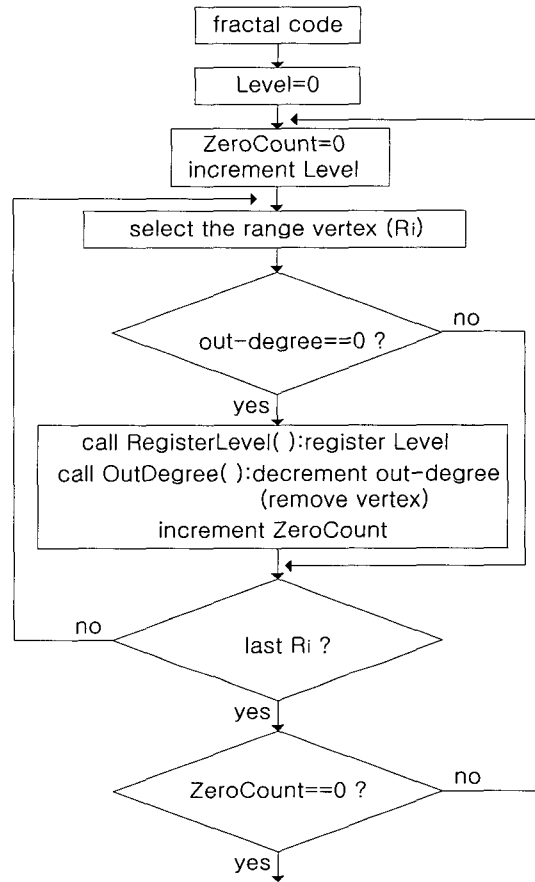 fractal code
Level=0
ZeroCount=0
increment Level
select the range vertex (Ri)
out-degree==0 ?
no
yes
call RegisterLevel( ):register Level
call OutDegree( ):decrement out-degree
(remove vertex)
increment ZeroCount
no
last Ri ?
yes
ZeroCount==0 ?
no
yes